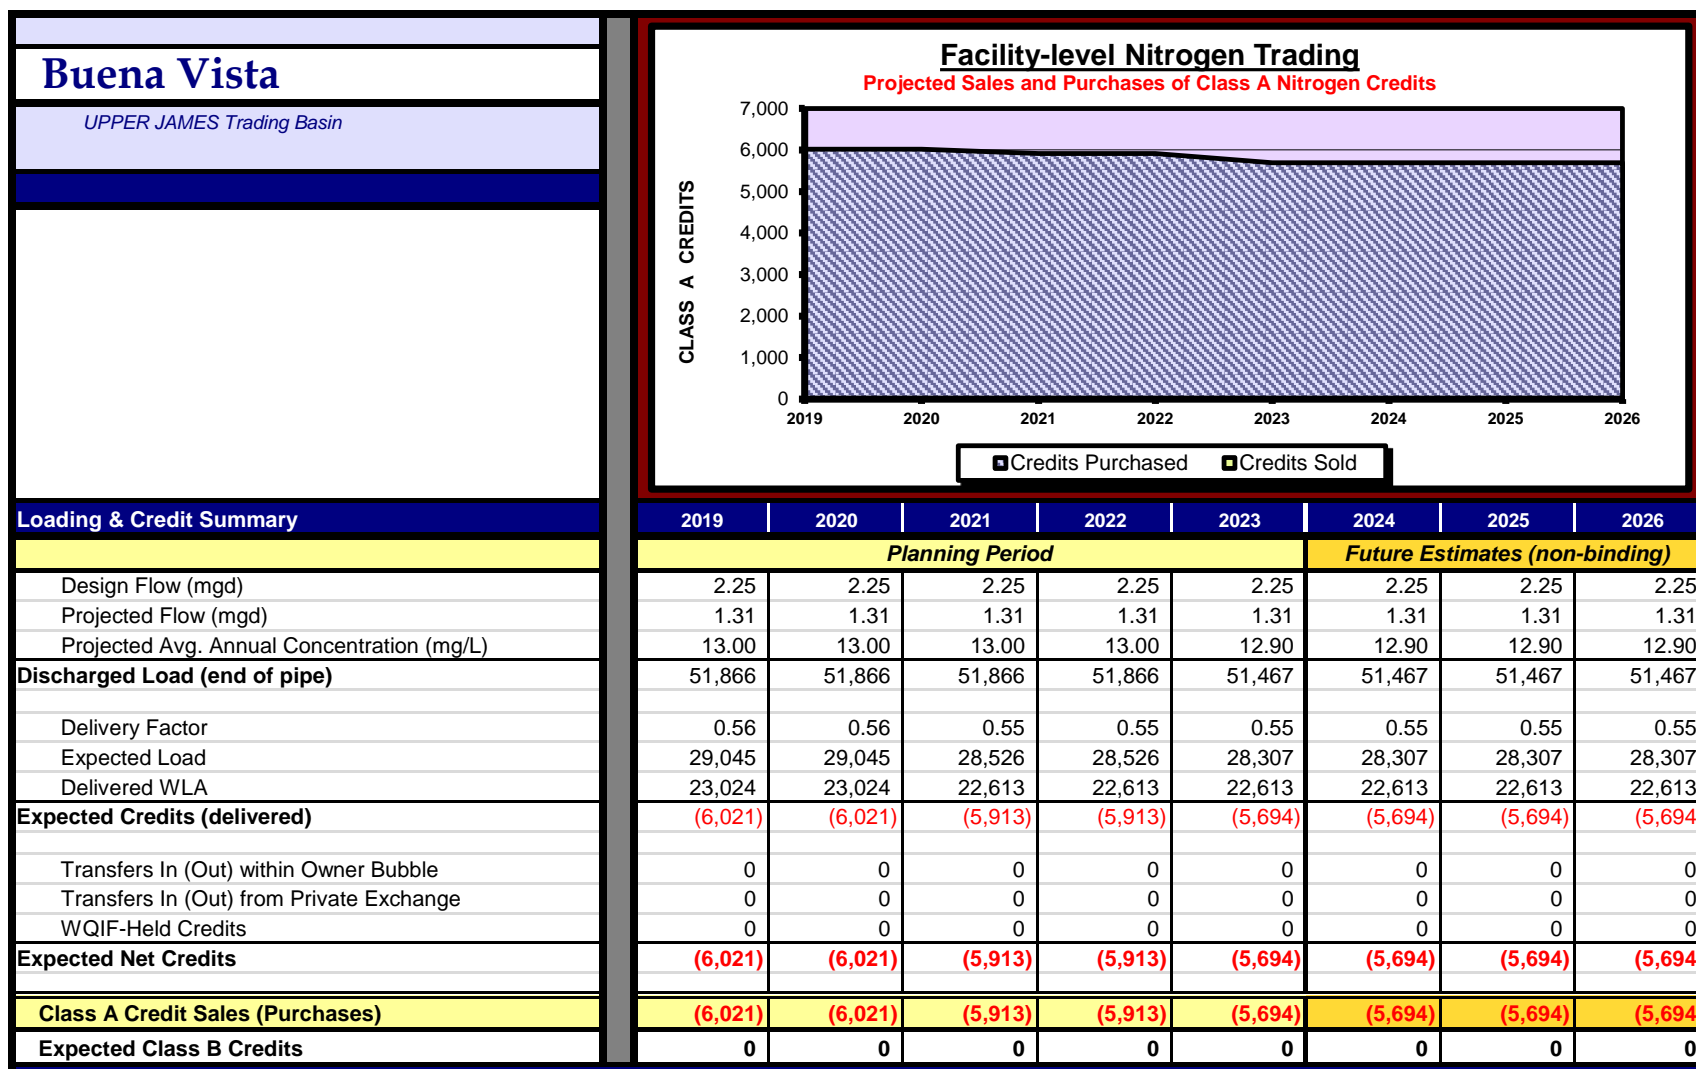 Buena Vista
UPPER JAMES Trading Basin
Facility-level Nitrogen Trading
Projected Sales and Purchases of Class A Nitrogen Credits
CLASS A CREDITS
7,000
6,000
5,000
4,000
3,000
2,000
1,000
0
2019 2020 2021 2022 2023 2024 2025 2026
Credits Purchased Credits Sold
Loading & Credit Summary 2019 2020 2021 2022 2023 2024 2025 2026
Planning Period Future Estimates (non-binding)
Design Flow (mgd) 2.25 2.25 2.25 2.25 2.25 2.25 2.25 2.25
Projected Flow (mgd) 1.31 1.31 1.31 1.31 1.31 1.31 1.31 1.31
Projected Avg. Annual Concentration (mg/L) 13.00 13.00 13.00 13.00 12.90 12.90 12.90 12.90
Discharged Load (end of pipe) 51,866 51,866 51,866 51,866 51,467 51,467 51,467 51,467
Delivery Factor 0.56 0.56 0.55 0.55 0.55 0.55 0.55 0.55
Expected Load 29,045 29,045 28,526 28,526 28,307 28,307 28,307 28,307
Delivered WLA 23,024 23,024 22,613 22,613 22,613 22,613 22,613 22,613
Expected Credits (delivered) (6,021) (6,021) (5,913) (5,913) (5,694) (5,694) (5,694) (5,694
Transfers In (Out) within Owner Bubble 0 0 0 0 0 0 0 0
Transfers In (Out) from Private Exchange 0 0 0 0 0 0 0 0
WQIF-Held Credits 0 0 0 0 0 0 0 0
Expected Net Credits (6,021) (6,021) (5,913) (5,913) (5,694) (5,694) (5,694) (5,694
Class A Credit Sales (Purchases) (6,021) (6,021) (5,913) (5,913) (5,694) (5,694) (5,694) (5,694
Expected Class B Credits 0 0 0 0 0 0 0 0